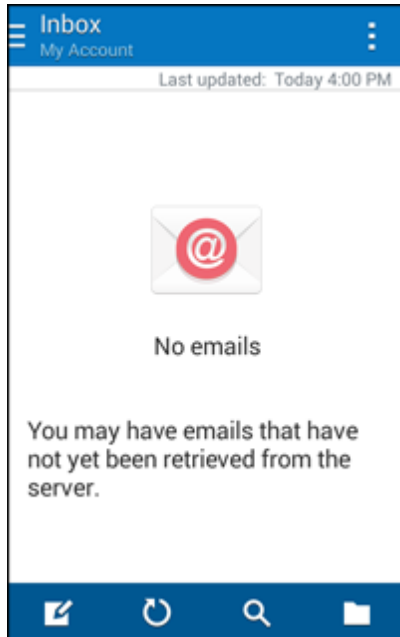 Inbox
My Account
Last updated: Today 4:00 PM
@
No emails
You may have emails that have
not yet been retrieved from the
server.